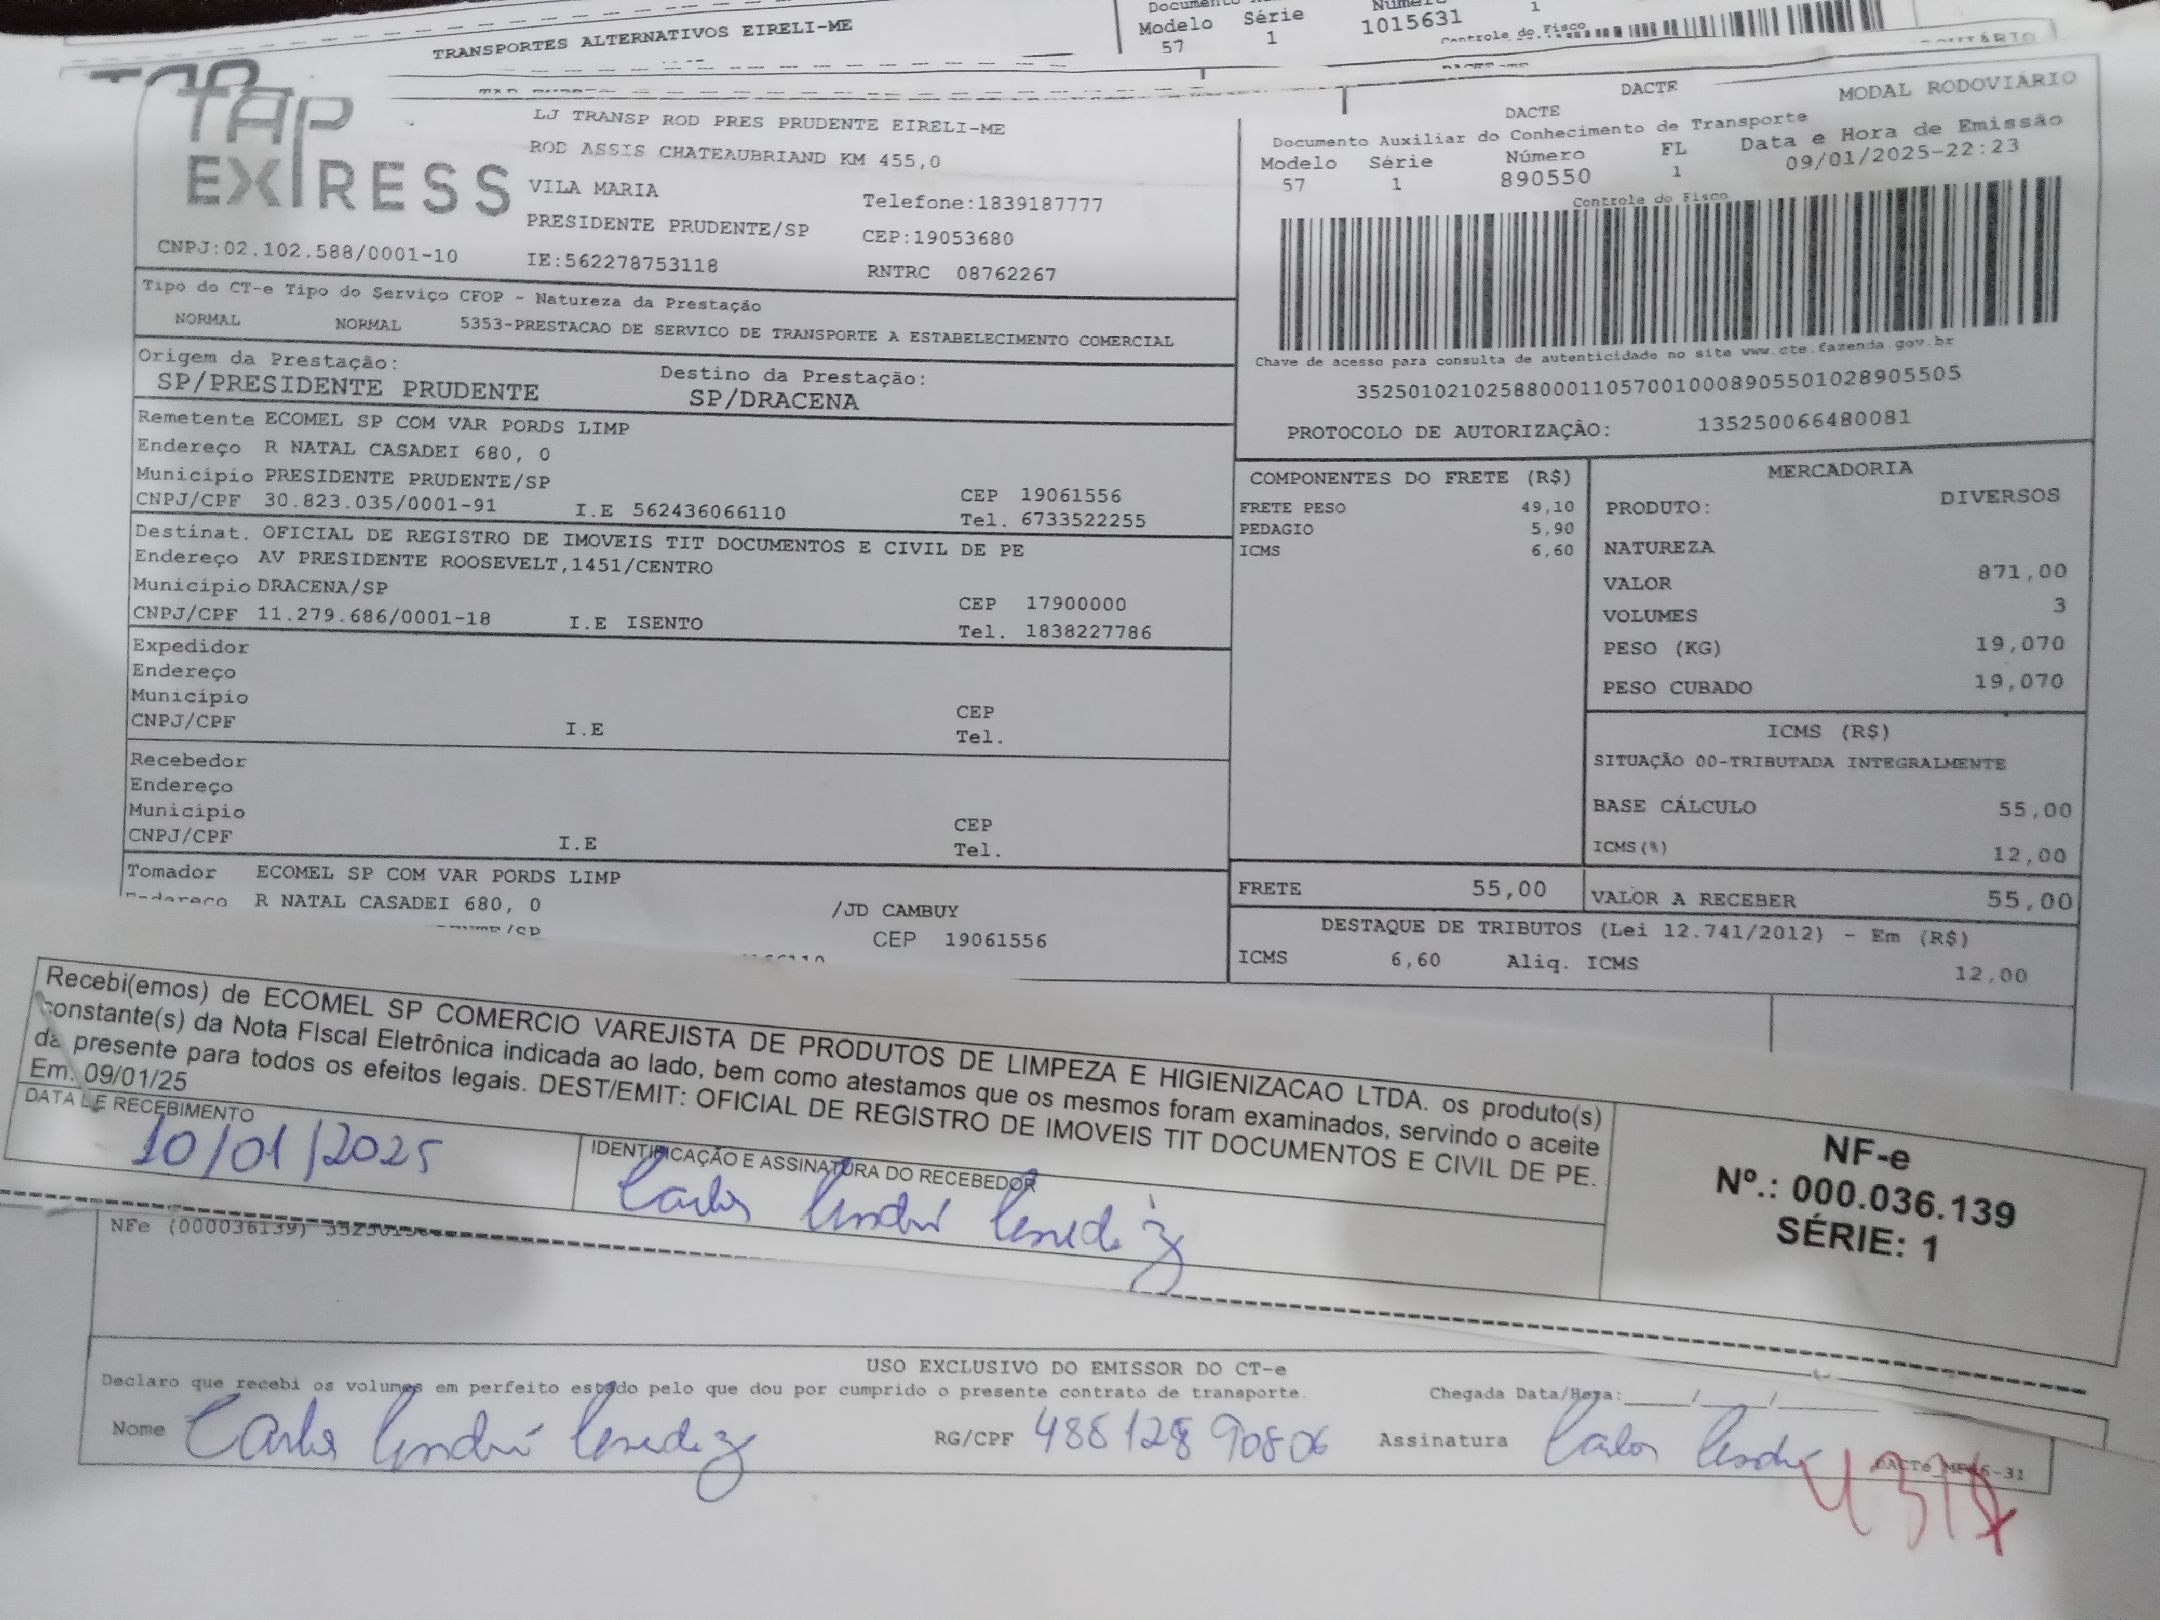 TRANSPORTES ALTERNATIVOS EIRELI-ME
Modelo Série
57 1 1015631 1
Controle do Fisco
TAP
EXPRESS
LJ TRANSP ROD PRES PRUDENTE EIRELI-ME
ROD ASSIS CHATEAUBRIAND KM 455,0
VILA MARIA Telefone:1839187777
PRESIDENTE PRUDENTE/SP CEP:19053680
CNPJ:02.102.588/0001-10 IE:562278753118 RNTRC 08762267
DACTE
DACTE MODAL RODOVIÁRIO
Documento Auxiliar do Conhecimento de Transporte
Modelo Série Número FL Data e Hora de Emissão
57 1 890550 1 09/01/2025-22:23
Controle do Fisco
Chave de acesso para consulta de autenticidade no site www.cte.fazenda.gov.br
35250102102588000110570010008905501028905505
PROTOCOLO DE AUTORIZAÇÃO: 135250066480081
Tipo do CT-e Tipo do Serviço CFOP - Natureza da Prestação
NORMAL NORMAL 5353-PRESTACAO DE SERVICO DE TRANSPORTE A ESTABELECIMENTO COMERCIAL
Origem da Prestação: Destino da Prestação:
SP/PRESIDENTE PRUDENTE SP/DRACENA
Remetente ECOMEL SP COM VAR PORDS LIMP
Endereço R NATAL CASADEI 680, 0
Município PRESIDENTE PRUDENTE/SP CEP 19061556
CNPJ/CPF 30.823.035/0001-91 I.E 562436066110 Tel. 6733522255
Destinat. OFICIAL DE REGISTRO DE IMOVEIS TIT DOCUMENTOS E CIVIL DE PE
Endereço AV PRESIDENTE ROOSEVELT,1451/CENTRO
Município DRACENA/SP CEP 17900000
CNPJ/CPF 11.279.686/0001-18 I.E ISENTO Tel. 1838227786
Expedidor
Endereço
Município CEP
CNPJ/CPF I.E Tel.
Recebedor
Endereço
Município CEP
CNPJ/CPF I.E Tel.
Tomador ECOMEL SP COM VAR PORDS LIMP
Endereço R NATAL CASADEI 680, 0 /JD CAMBUY
CEP 19061556
COMPONENTES DO FRETE (R$)
FRETE PESO 49,10
PEDAGIO 5,90
ICMS 6,60
MERCADORIA
PRODUTO: DIVERSOS
NATUREZA
VALOR 871,00
VOLUMES 3
PESO (KG) 19,070
PESO CUBADO 19,070
ICMS (R$)
SITUAÇÃO 00-TRIBUTADA INTEGRALMENTE
BASE CÁLCULO 55,00
ICMS(%) 12,00
FRETE 55,00 VALOR A RECEBER 55,00
DESTAQUE DE TRIBUTOS (Lei 12.741/2012) - Em (R$)
ICMS 6,60 Aliq. ICMS 12,00
Recebi(emos) de ECOMEL SP COMERCIO VAREJISTA DE PRODUTOS DE LIMPEZA E HIGIENIZACAO LTDA. os produto(s)
constante(s) da Nota Fiscal Eletrônica indicada ao lado, bem como atestamos que os mesmos foram examinados, servindo o aceite
da presente para todos os efeitos legais. DEST/EMIT: OFICIAL DE REGISTRO DE IMOVEIS TIT DOCUMENTOS E CIVIL DE PE.
Em: 09/01/25
DATA DE RECEBIMENTO
10/01/2025
IDENTIFICAÇÃO E ASSINATURA DO RECEBEDOR
Carlos André
NF-e
Nº.: 000.036.139
SÉRIE: 1
NFe (000036139)
USO EXCLUSIVO DO EMISSOR DO CT-e
Declaro que recebi os volumes em perfeito estado pelo que dou por cumprido o presente contrato de transporte. Chegada Data/Hora:___/___/___
Nome Carlos André RG/CPF 48812890806 Assinatura Carlos André